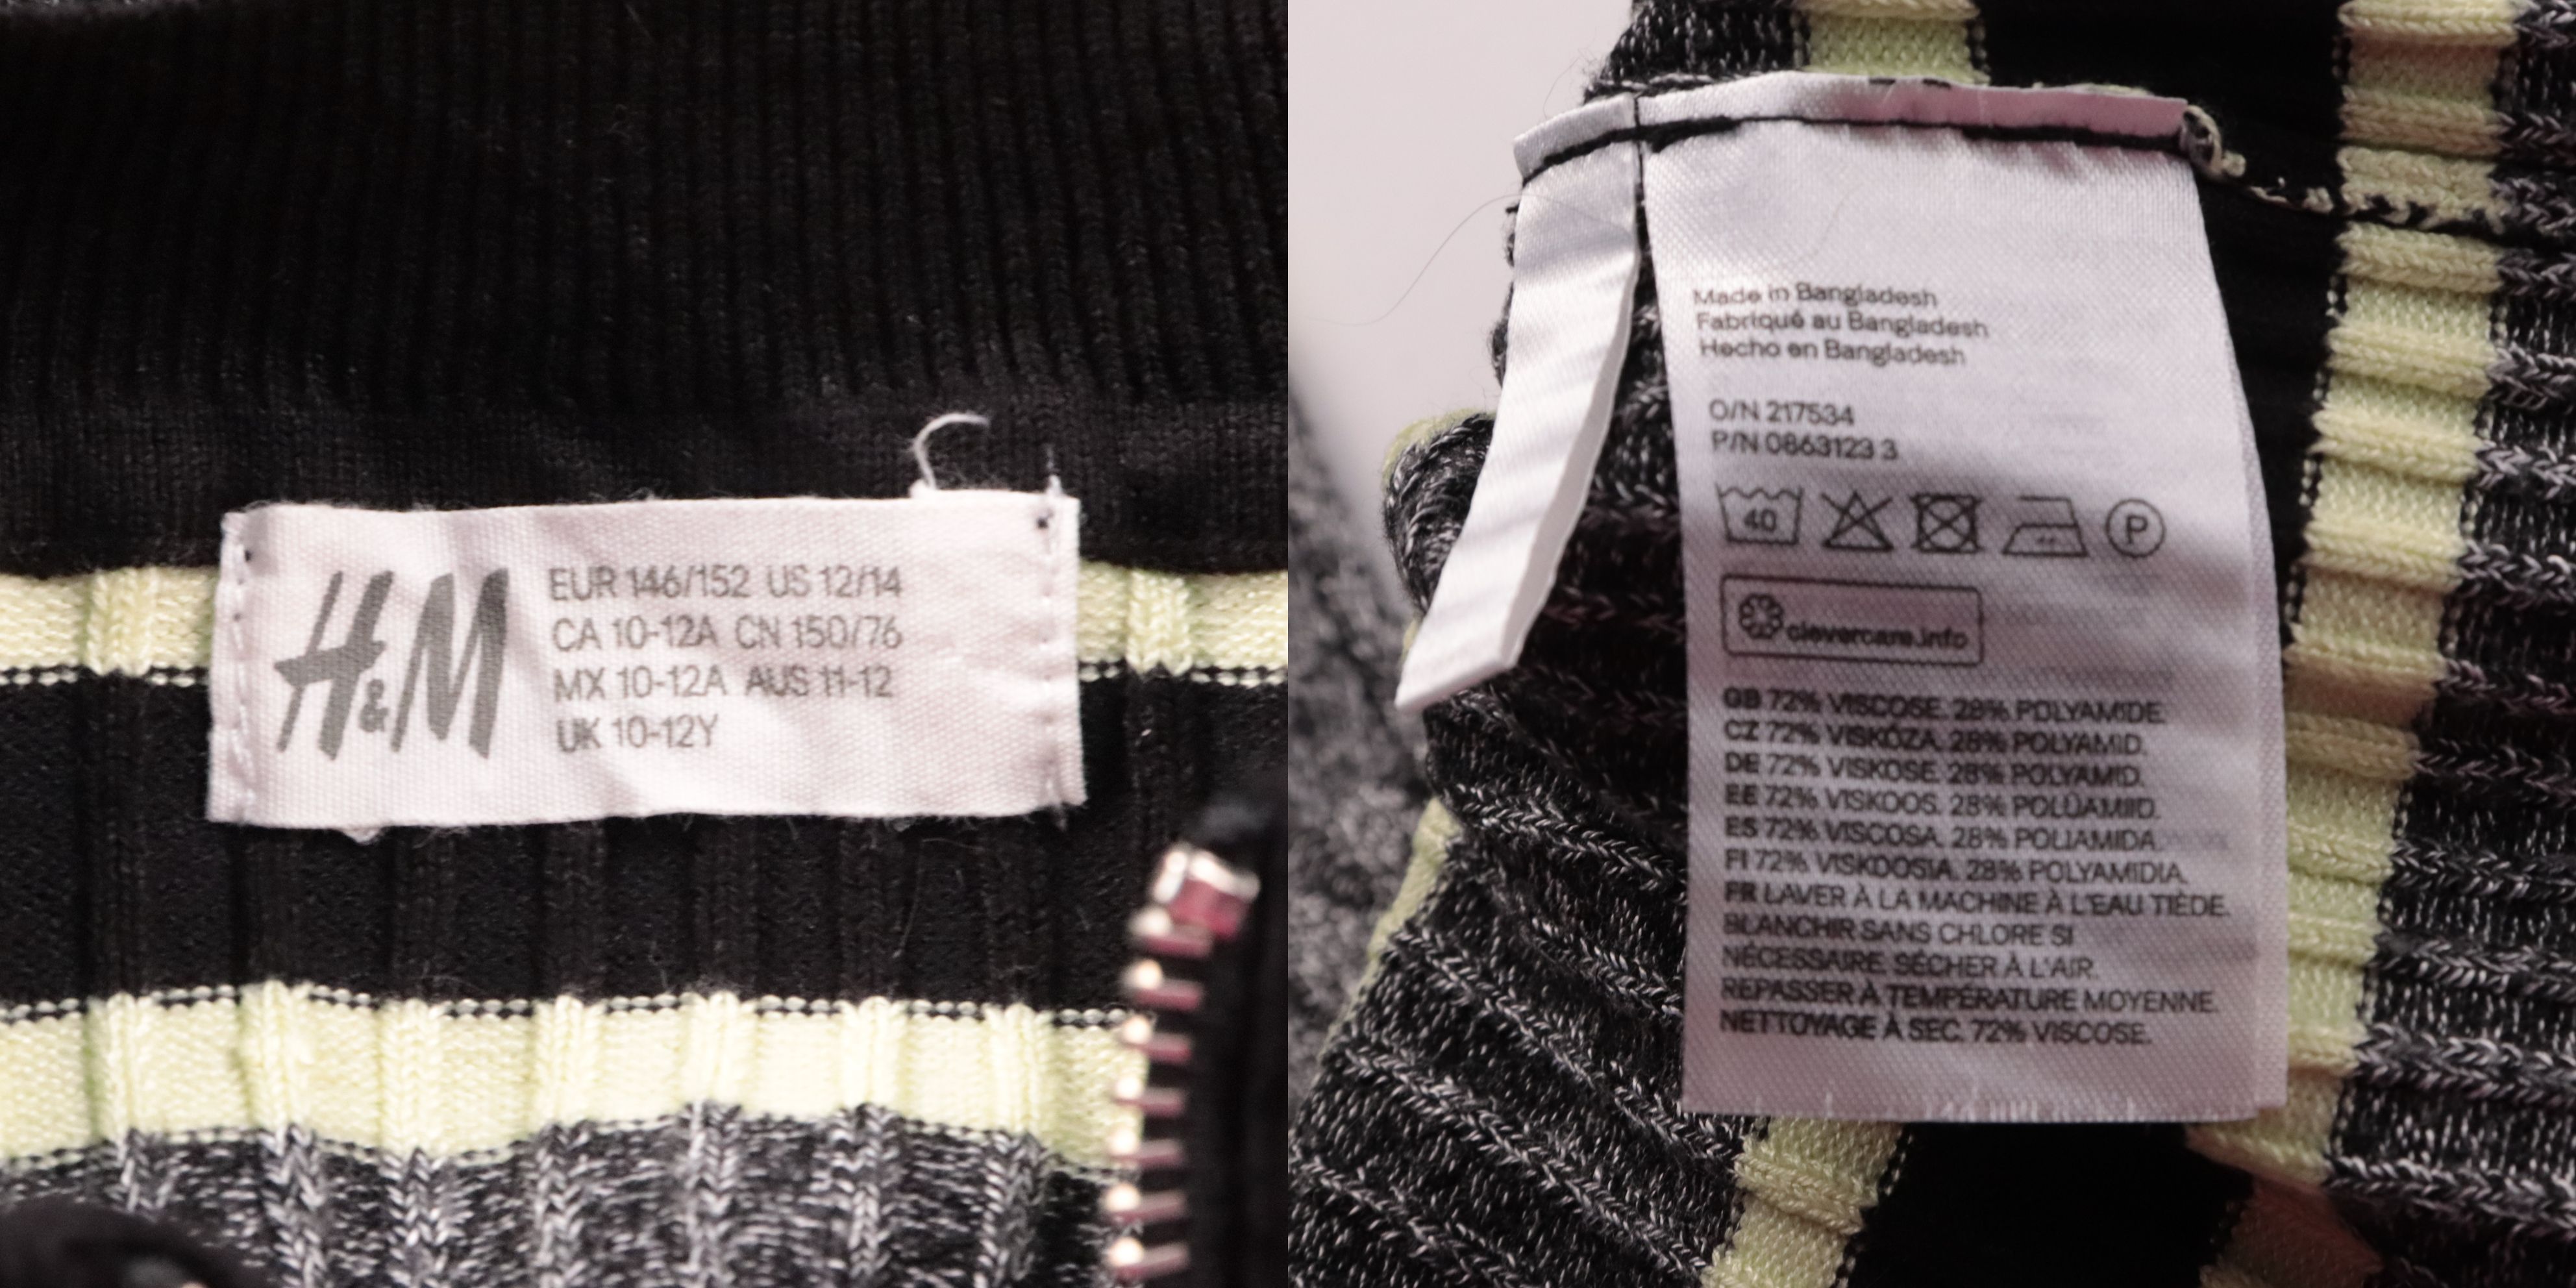 H&M
EUR 146/152 US 12/14
CA 10-12A CN 150/76
MX 10-12A AUS 11-12
UK 10-12Y
Made in Bangladesh
Fabriqué au Bangladesh
Hecho en Bangladesh
O/N 217534
P/N 0863123 3
40 P
clevercare.info
GB 72% VISCOSE. 28% POLYAMIDE.
CZ 72% VISKÓZA. 28% POLYAMID.
DE 72% VISKOSE. 28% POLYAMID.
EE 72% VISKOOS. 28% POLÜAMIID.
ES 72% VISCOSA. 28% POLIAMIDA.
FI 72% VISKOOSIA. 28% POLYAMIDIA.
FR LAVER À LA MACHINE À L'EAU TIÈDE.
BLANCHIR SANS CHLORE SI
NÉCESSAIRE. SÉCHER À L'AIR.
REPASSER À TEMPÉRATURE MOYENNE.
NETTOYAGE À SEC. 72% VISCOSE.